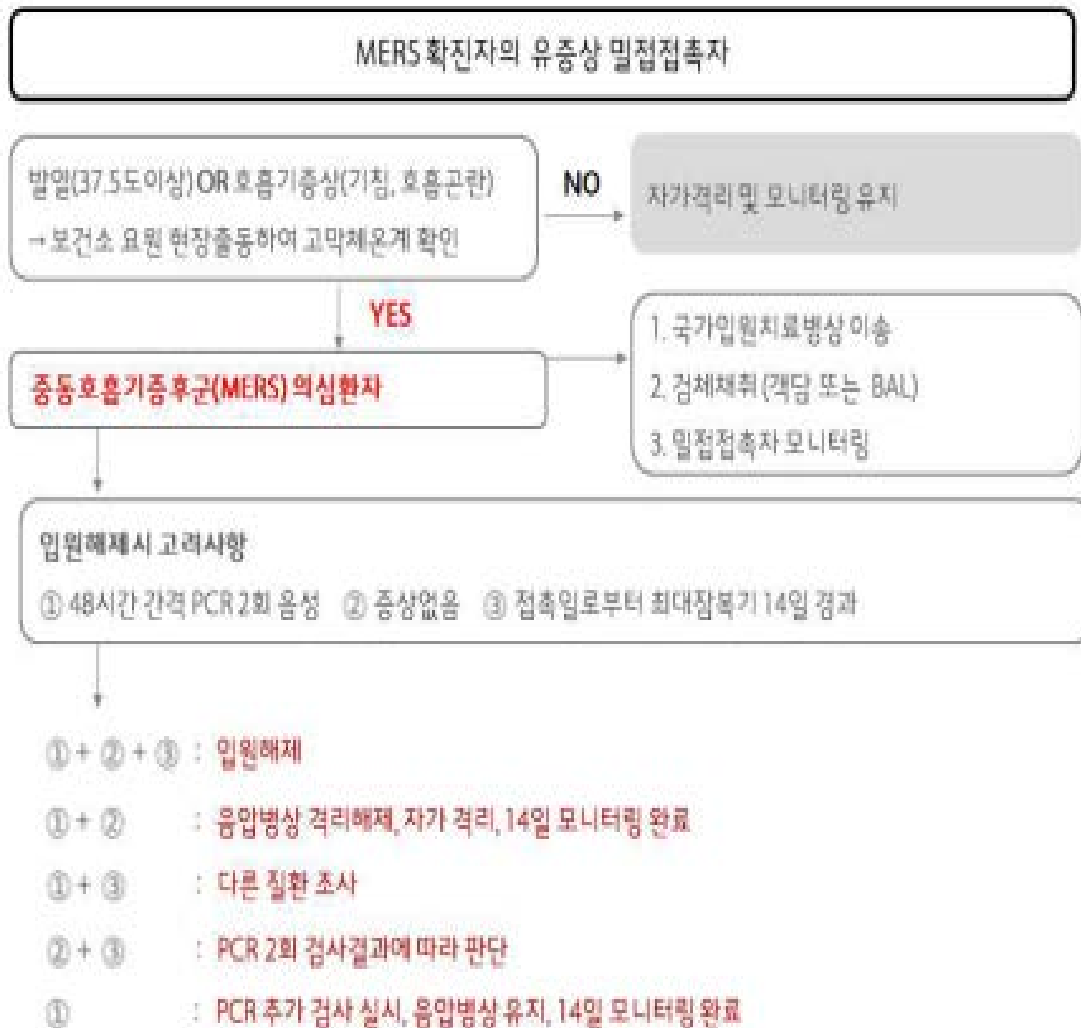 MERS 확진자의 유증상 밀접접촉자
발열(37.5도이상) OR 호흡기증상(기침, 호흡곤란)
→ 보건소 요원 현장출동하여 고막체온계 확인
NO
자가격리 및 모니터링 유지
YES
중동호흡기증후군(MERS) 의심환자
1. 국가입원치료병상 이송
2. 검체채취 (객담 또는 BAL)
3. 밀접접촉자 모니터링
입원해제시 고려사항
① 48시간 간격 PCR 2회 음성 ② 증상없음 ③ 접촉일로부터 최대잠복기 14일 경과
① + ② + ③ : 입원해제
① + ② : 음압병상 격리해제, 자가 격리, 14일 모니터링 완료
① + ③ : 다른 질환 조사
② + ③ : PCR 2회 검사결과에 따라 판단
① : PCR 추가 검사 실시, 음압병상 유지, 14일 모니터링 완료